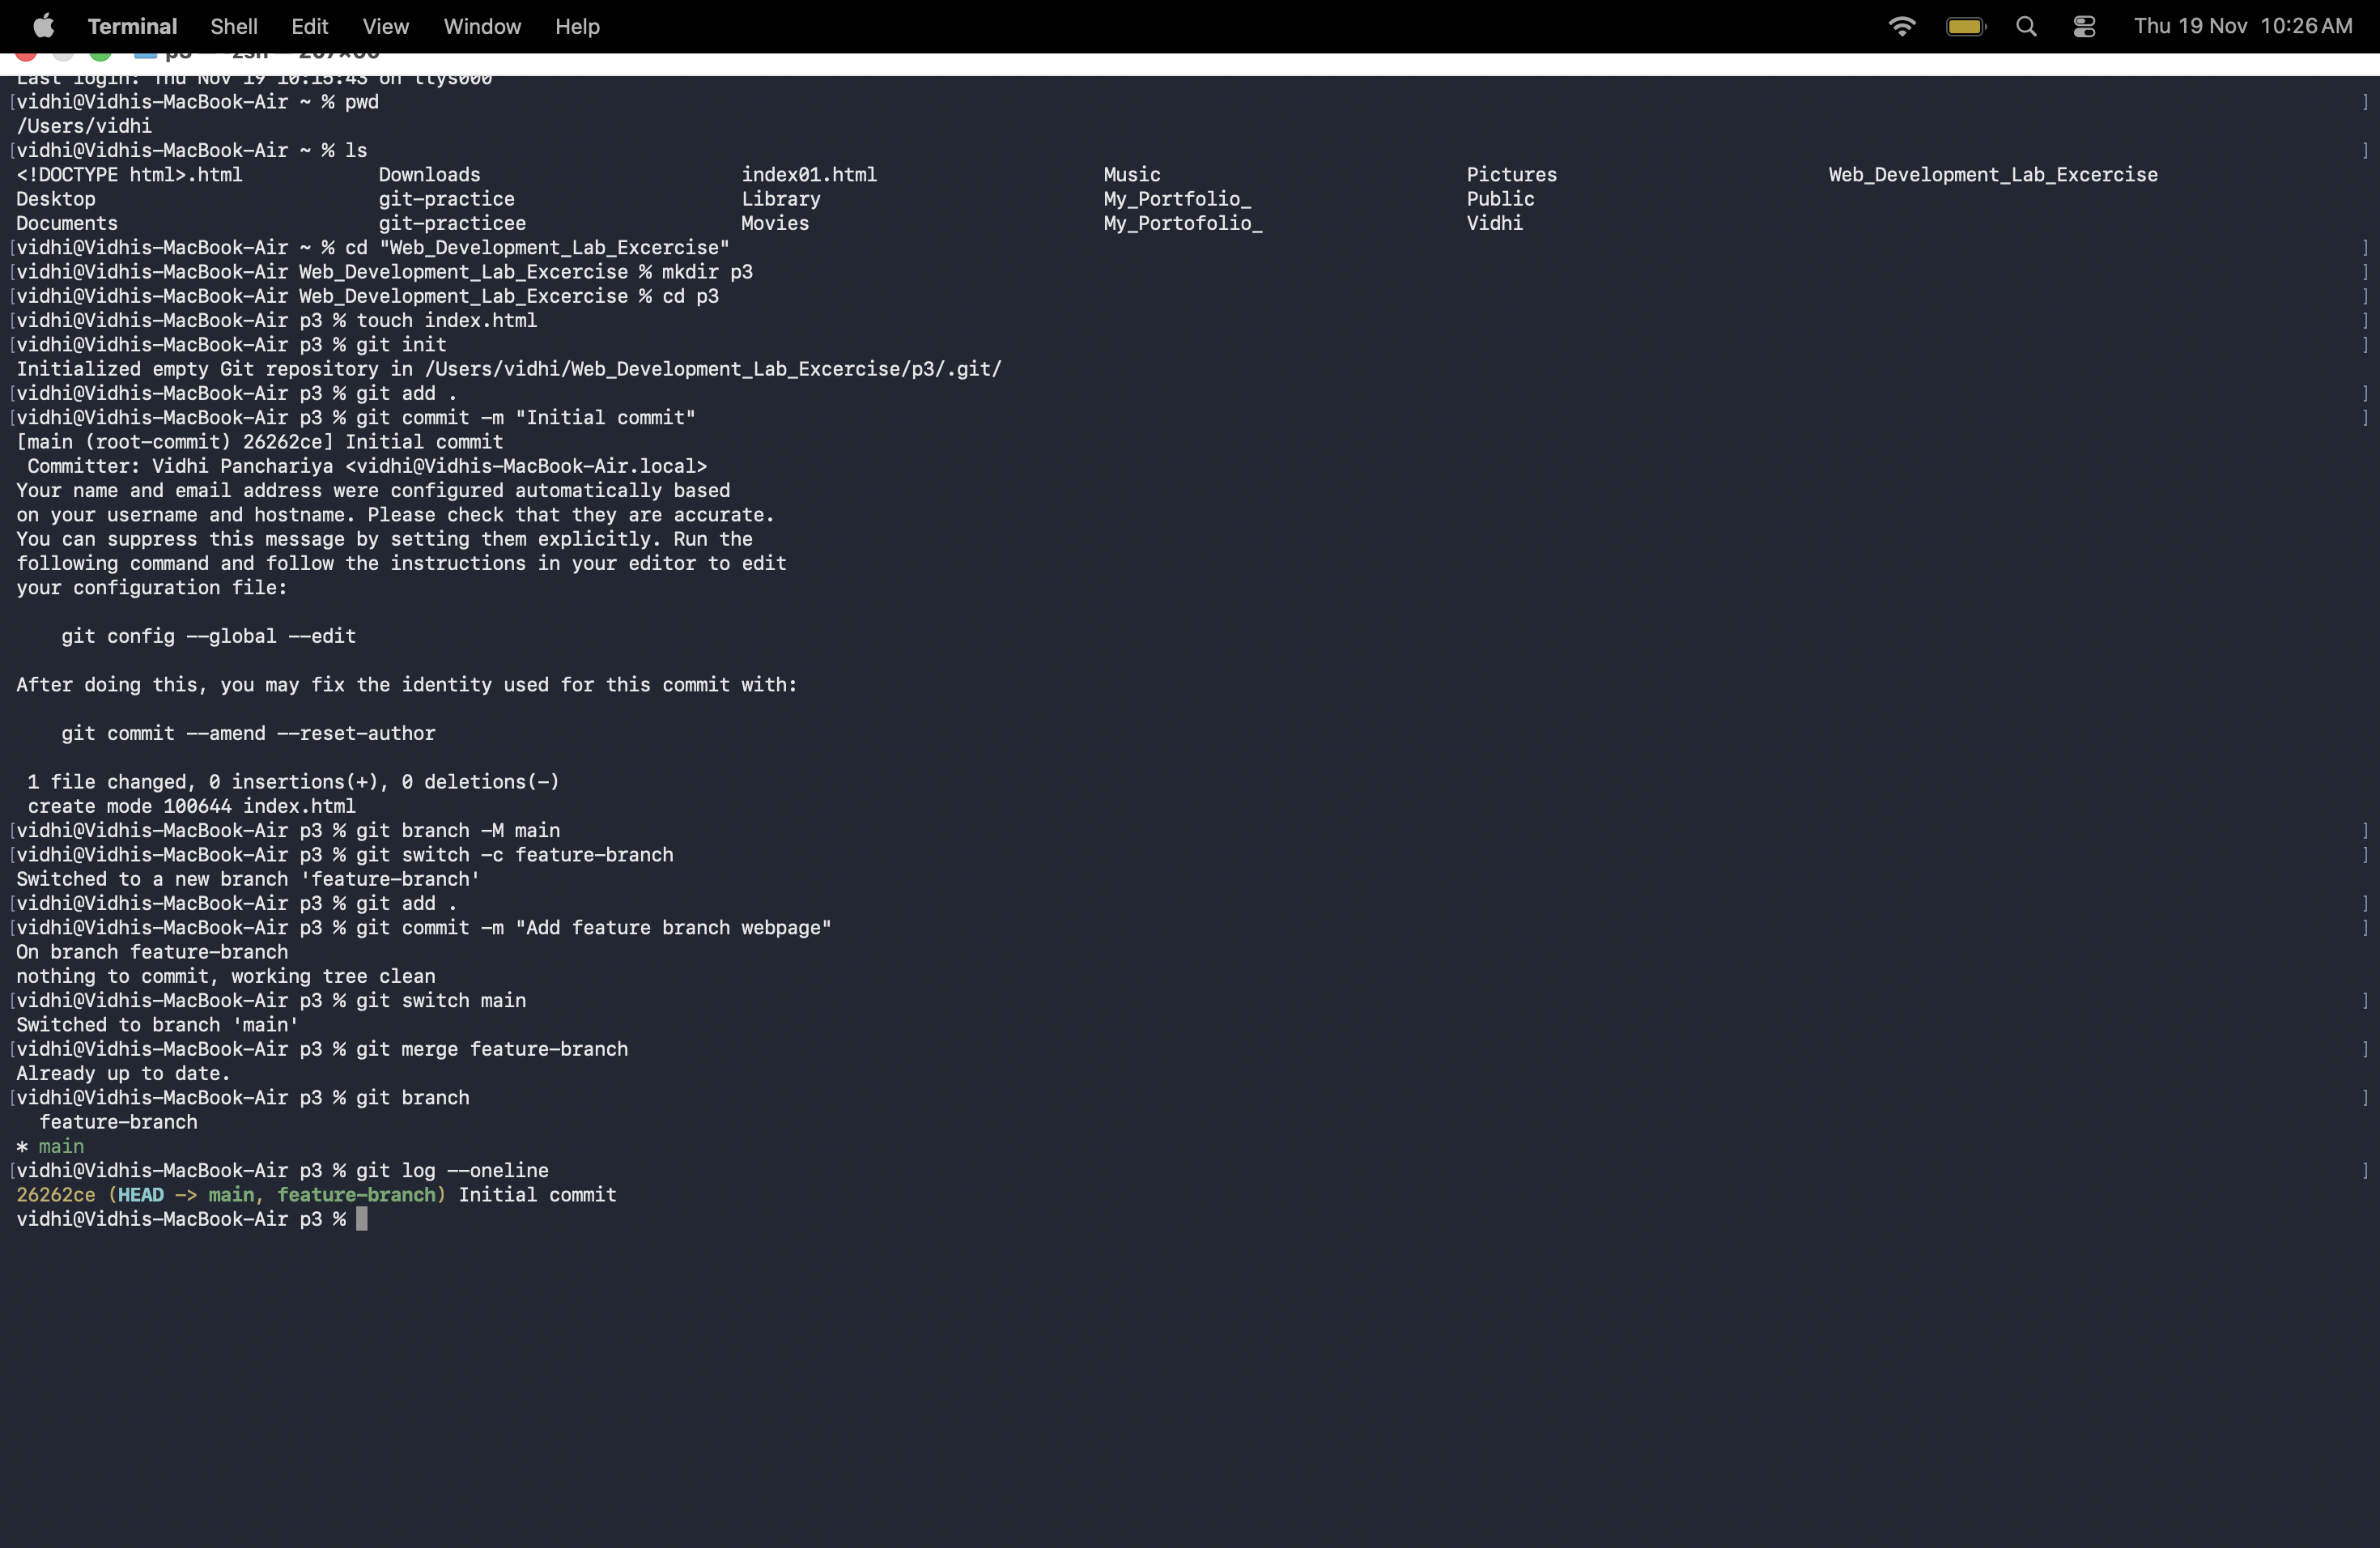 Terminal Shell Edit View Window Help Thu 19 Nov 10:26 AM
Last login: Thu Nov 19 10:15:43 on ttys000
[vidhi@Vidhis-MacBook-Air ~ % pwd ]
/Users/vidhi
[vidhi@Vidhis-MacBook-Air ~ % ls ]
<!DOCTYPE html>.html Downloads index01.html Music Pictures Web_Development_Lab_Excercise
Desktop git-practice Library My_Portfolio_ Public
Documents git-practicee Movies My_Portofolio_ Vidhi
[vidhi@Vidhis-MacBook-Air ~ % cd "Web_Development_Lab_Excercise" ]
[vidhi@Vidhis-MacBook-Air Web_Development_Lab_Excercise % mkdir p3 ]
[vidhi@Vidhis-MacBook-Air Web_Development_Lab_Excercise % cd p3 ]
[vidhi@Vidhis-MacBook-Air p3 % touch index.html ]
[vidhi@Vidhis-MacBook-Air p3 % git init ]
Initialized empty Git repository in /Users/vidhi/Web_Development_Lab_Excercise/p3/.git/
[vidhi@Vidhis-MacBook-Air p3 % git add . ]
[vidhi@Vidhis-MacBook-Air p3 % git commit -m "Initial commit" ]
[main (root-commit) 26262ce] Initial commit
 Committer: Vidhi Panchariya <vidhi@Vidhis-MacBook-Air.local>
Your name and email address were configured automatically based
on your username and hostname. Please check that they are accurate.
You can suppress this message by setting them explicitly. Run the
following command and follow the instructions in your editor to edit
your configuration file:
    git config --global --edit
After doing this, you may fix the identity used for this commit with:
    git commit --amend --reset-author
 1 file changed, 0 insertions(+), 0 deletions(-)
 create mode 100644 index.html
[vidhi@Vidhis-MacBook-Air p3 % git branch -M main ]
[vidhi@Vidhis-MacBook-Air p3 % git switch -c feature-branch ]
Switched to a new branch 'feature-branch'
[vidhi@Vidhis-MacBook-Air p3 % git add . ]
[vidhi@Vidhis-MacBook-Air p3 % git commit -m "Add feature branch webpage" ]
On branch feature-branch
nothing to commit, working tree clean
[vidhi@Vidhis-MacBook-Air p3 % git switch main ]
Switched to branch 'main'
[vidhi@Vidhis-MacBook-Air p3 % git merge feature-branch ]
Already up to date.
[vidhi@Vidhis-MacBook-Air p3 % git branch ]
  feature-branch
* main
[vidhi@Vidhis-MacBook-Air p3 % git log --oneline ]
26262ce (HEAD -> main, feature-branch) Initial commit
vidhi@Vidhis-MacBook-Air p3 %